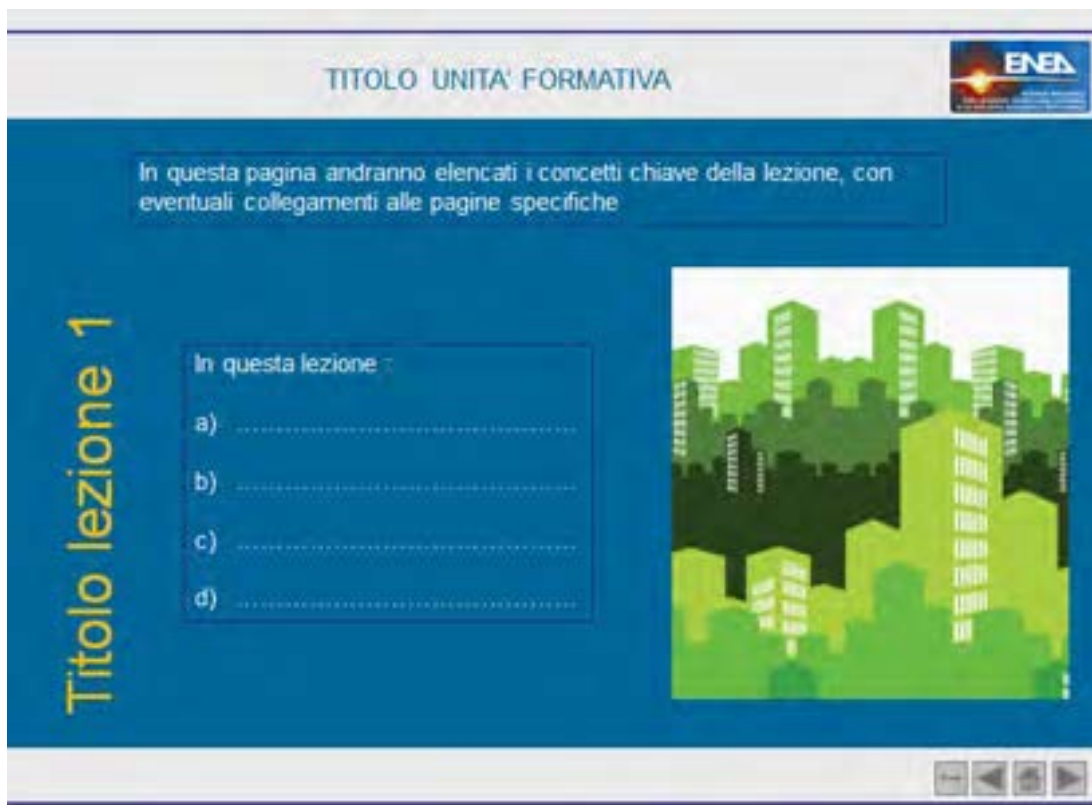 TITOLO UNITA' FORMATIVA
ENEA
In questa pagina andranno elencati i concetti chiave della lezione, con
eventuali collegamenti alle pagine specifiche
Titolo lezione 1
In questa lezione :
a) ........................................
b) ........................................
c) ........................................
d) ........................................